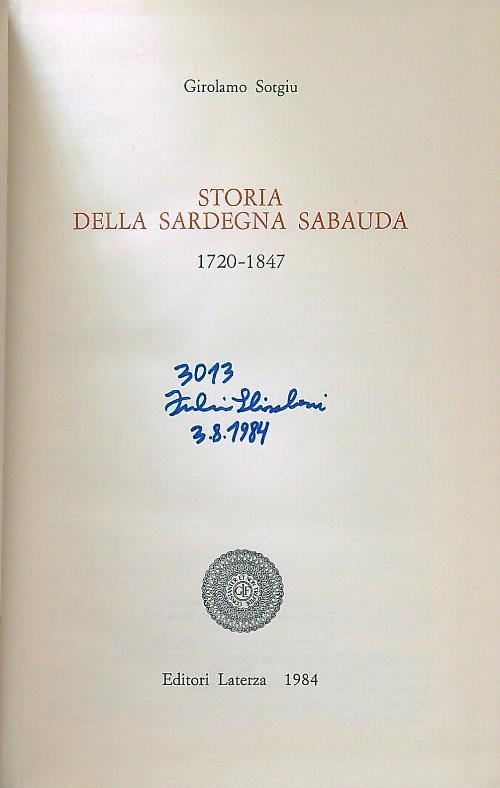 Girolamo Sotgiu
STORIA
DELLA SARDEGNA SABAUDA
1720-1847
3013
3.8.1984
Editori Laterza 1984